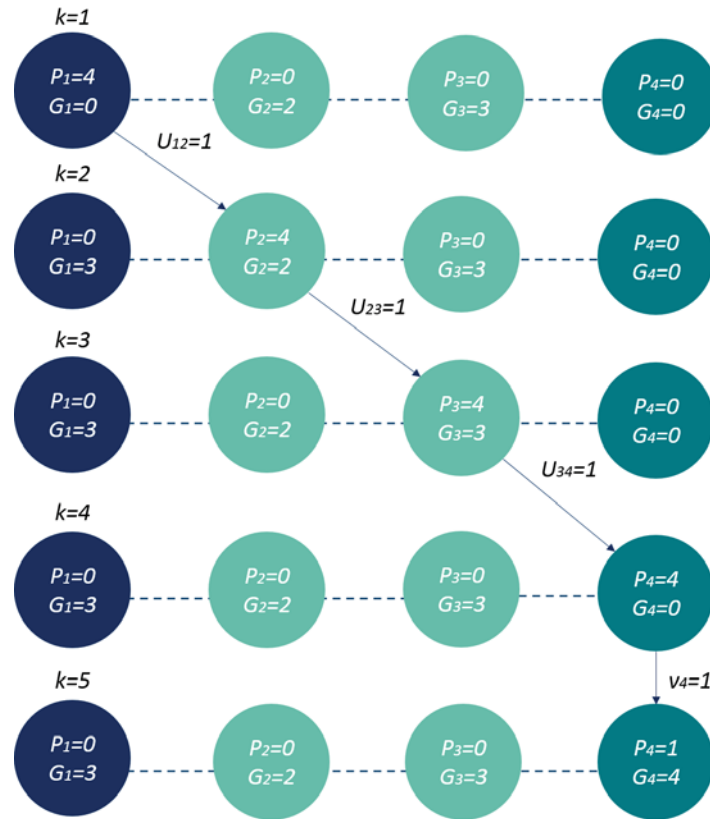 k=1
P1=4 P2=0 P3=0 P4=0
G1=0 G2=2 G3=3 G4=0
U12=1
k=2
P1=0 P2=4 P3=0 P4=0
G1=3 G2=2 G3=3 G4=0
U23=1
k=3
P1=0 P2=0 P3=4 P4=0
G1=3 G2=2 G3=3 G4=0
U34=1
k=4
P1=0 P2=0 P3=0 P4=4
G1=3 G2=2 G3=3 G4=0
k=5
v4=1
P1=0 P2=0 P3=0 P4=1
G1=3 G2=2 G3=3 G4=4